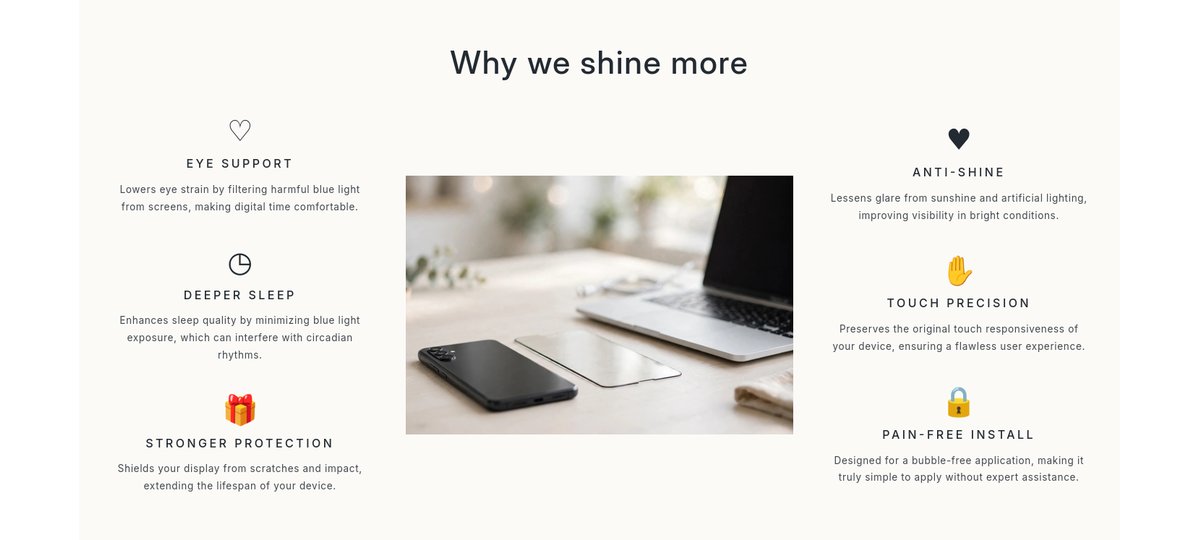 Why we shine more
EYE SUPPORT
Lowers eye strain by filtering harmful blue light
from screens, making digital time comfortable.
DEEPER SLEEP
Enhances sleep quality by minimizing blue light
exposure, which can interfere with circadian
rhythms.
STRONGER PROTECTION
Shields your display from scratches and impact,
extending the lifespan of your device.
ANTI-SHINE
Lessens glare from sunshine and artificial lighting,
improving visibility in bright conditions.
TOUCH PRECISION
Preserves the original touch responsiveness of
your device, ensuring a flawless user experience.
PAIN-FREE INSTALL
Designed for a bubble-free application, making it
truly simple to apply without expert assistance.